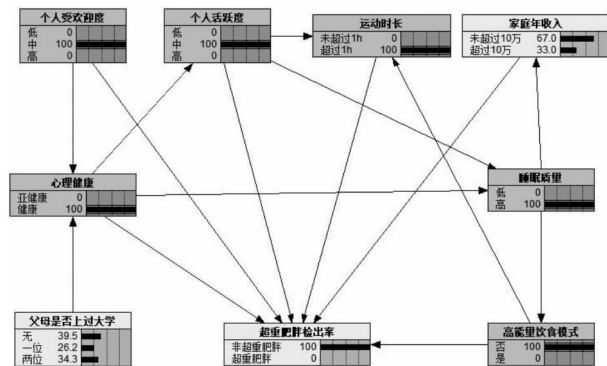 个人受欢迎度
低 0
中 100
高 0
个人活跃度
低 0
中 100
高 0
运动时长
未超过1h 0
超过1h 100
家庭年收入
未超过10万 67.0
超过10万 33.0
心理健康
亚健康 0
健康 100
睡眠质量
低 0
高 100
父母是否上过大学
无 39.5
一位 26.2
两位 34.3
超重肥胖检出率
非超重肥胖 100
超重肥胖 0
高能量饮食模式
否 100
是 0